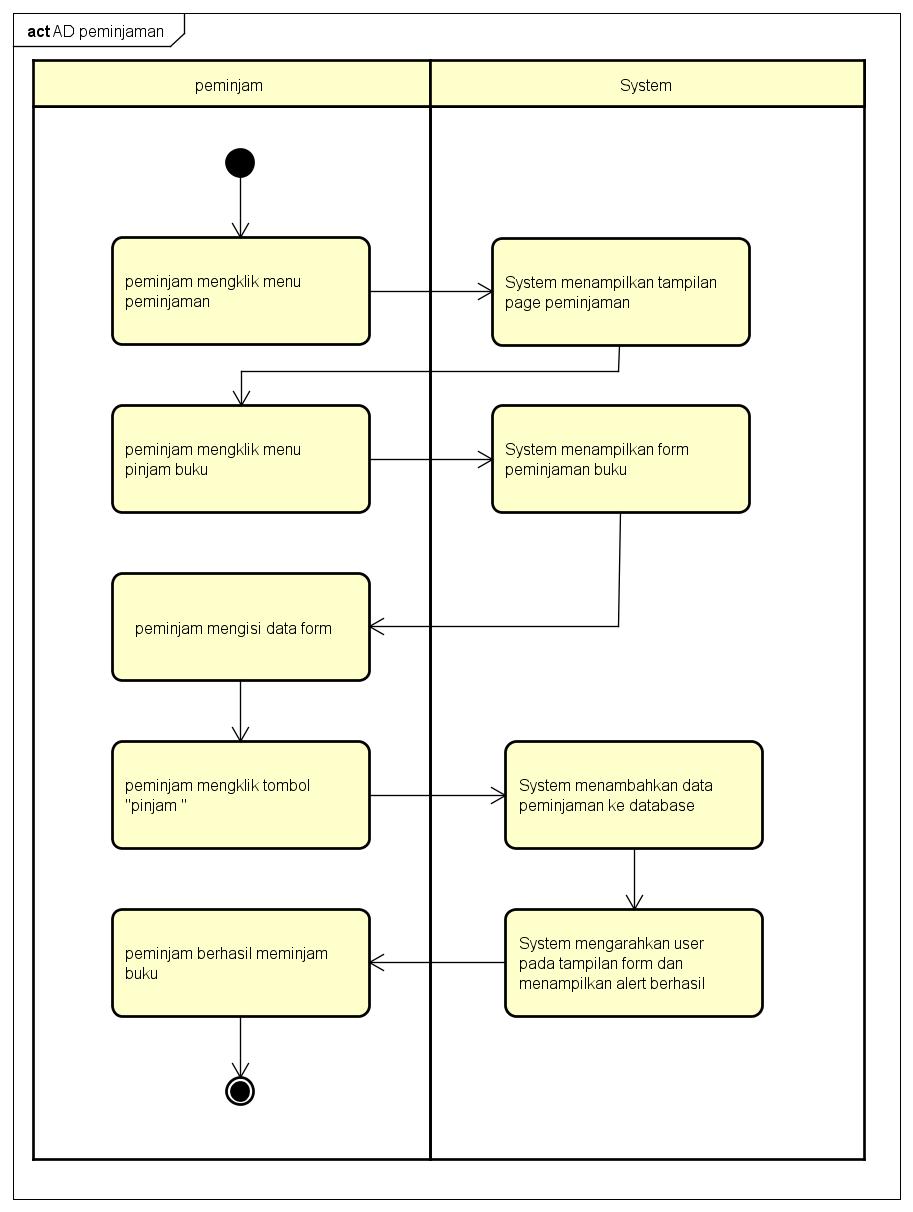 act AD peminjaman
peminjam
System
peminjam mengklik menu
peminjaman
System menampilkan tampilan
page peminjaman
peminjam mengklik menu
pinjam buku
System menampilkan form
peminjaman buku
peminjam mengisi data form
peminjam mengklik tombol
"pinjam "
System menambahkan data
peminjaman ke database
System mengarahkan user
pada tampilan form dan
menampilkan alert berhasil
peminjam berhasil meminjam
buku